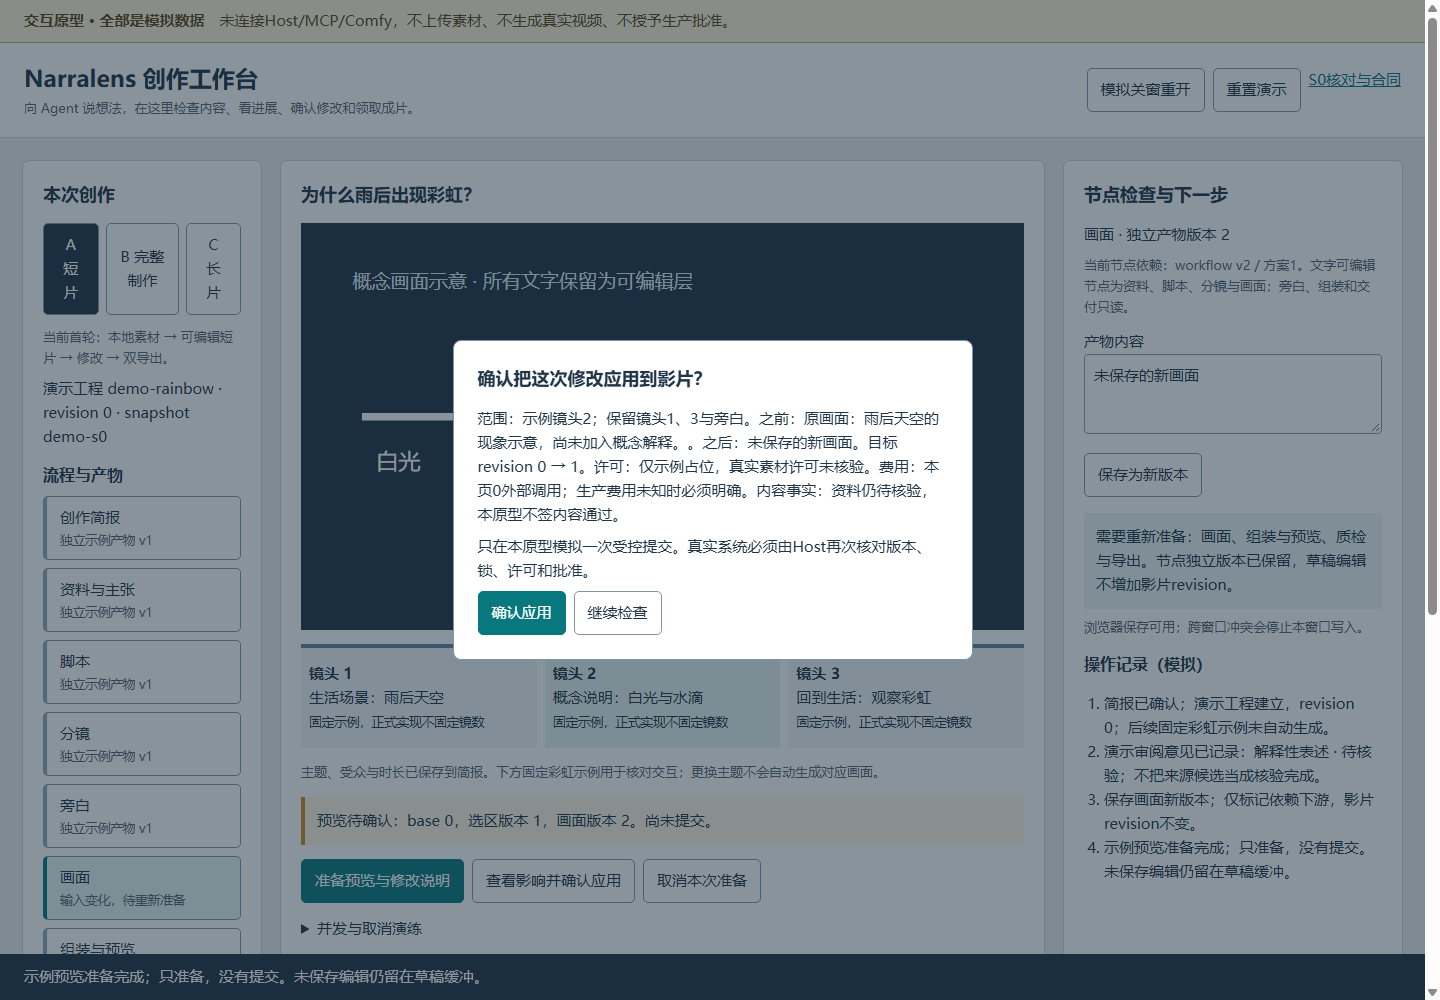 交互原型 • 全部是模拟数据 未连接Host/MCP/Comfy，不上传素材、不生成真实视频、不授予生产批准。
Narralens 创作工作台
向 Agent 说想法，在这里检查内容、看进展、确认修改和领取成片。
模拟关窗重开
重置演示
S0核对与合同
本次创作
A
短
片
B 完整
制作
C
长
片
当前首轮：本地素材 → 可编辑短
片 → 修改 → 双导出。
演示工程 demo-rainbow ·
revision 0 · snapshot
demo-s0
流程与产物
创作简报
独立示例产物 v1
资料与主张
独立示例产物 v1
脚本
独立示例产物 v1
分镜
独立示例产物 v1
旁白
独立示例产物 v1
画面
输入变化，待重新准备
组装与预览
为什么雨后出现彩虹？
概念画面示意 · 所有文字保留为可编辑层
白光
确认把这次修改应用到影片？
范围：示例镜头2；保留镜头1、3与旁白。之前：原画面：雨后天空的
现象示意，尚未加入概念解释。。之后：未保存的新画面。目标
revision 0 → 1。许可：仅示例占位，真实素材许可未核验。费用：本
页0外部调用；生产费用未知时必须明确。内容事实：资料仍待核验，
本原型不签内容通过。
只在本原型模拟一次受控提交。真实系统必须由Host再次核对版本、
锁、许可和批准。
确认应用
继续检查
镜头 1
生活场景：雨后天空
固定示例，正式实现不固定镜数
镜头 2
概念说明：白光与水滴
固定示例，正式实现不固定镜数
镜头 3
回到生活：观察彩虹
固定示例，正式实现不固定镜数
主题、受众与时长已保存到简报。下方固定彩虹示例用于核对交互；更换主题不会自动生成对应画面。
预览待确认：base 0，选区版本 1，画面版本 2。尚未提交。
准备预览与修改说明
查看影响并确认应用
取消本次准备
▶ 并发与取消演练
节点检查与下一步
画面 · 独立产物版本 2
当前节点依赖：workflow v2 / 方案1。文字可编辑
节点为资料、脚本、分镜与画面；旁白、组装和交
付只读。
产物内容
未保存的新画面
保存为新版本
需要重新准备：画面、组装与预览、质检
与导出。节点独立版本已保留，草稿编辑
不增加影片revision。
浏览器保存可用；跨窗口冲突会停止本窗口写入。
操作记录（模拟）
1. 简报已确认；演示工程建立，revision
0；后续固定彩虹示例未自动生成。
2. 演示审阅意见已记录：解释性表述 · 待核
验；不把来源候选当成核验完成。
3. 保存画面新版本；仅标记依赖下游，影片
revision不变。
4. 示例预览准备完成；只准备，没有提交。
未保存编辑仍留在草稿缓冲。
示例预览准备完成；只准备，没有提交。未保存编辑仍留在草稿缓冲。